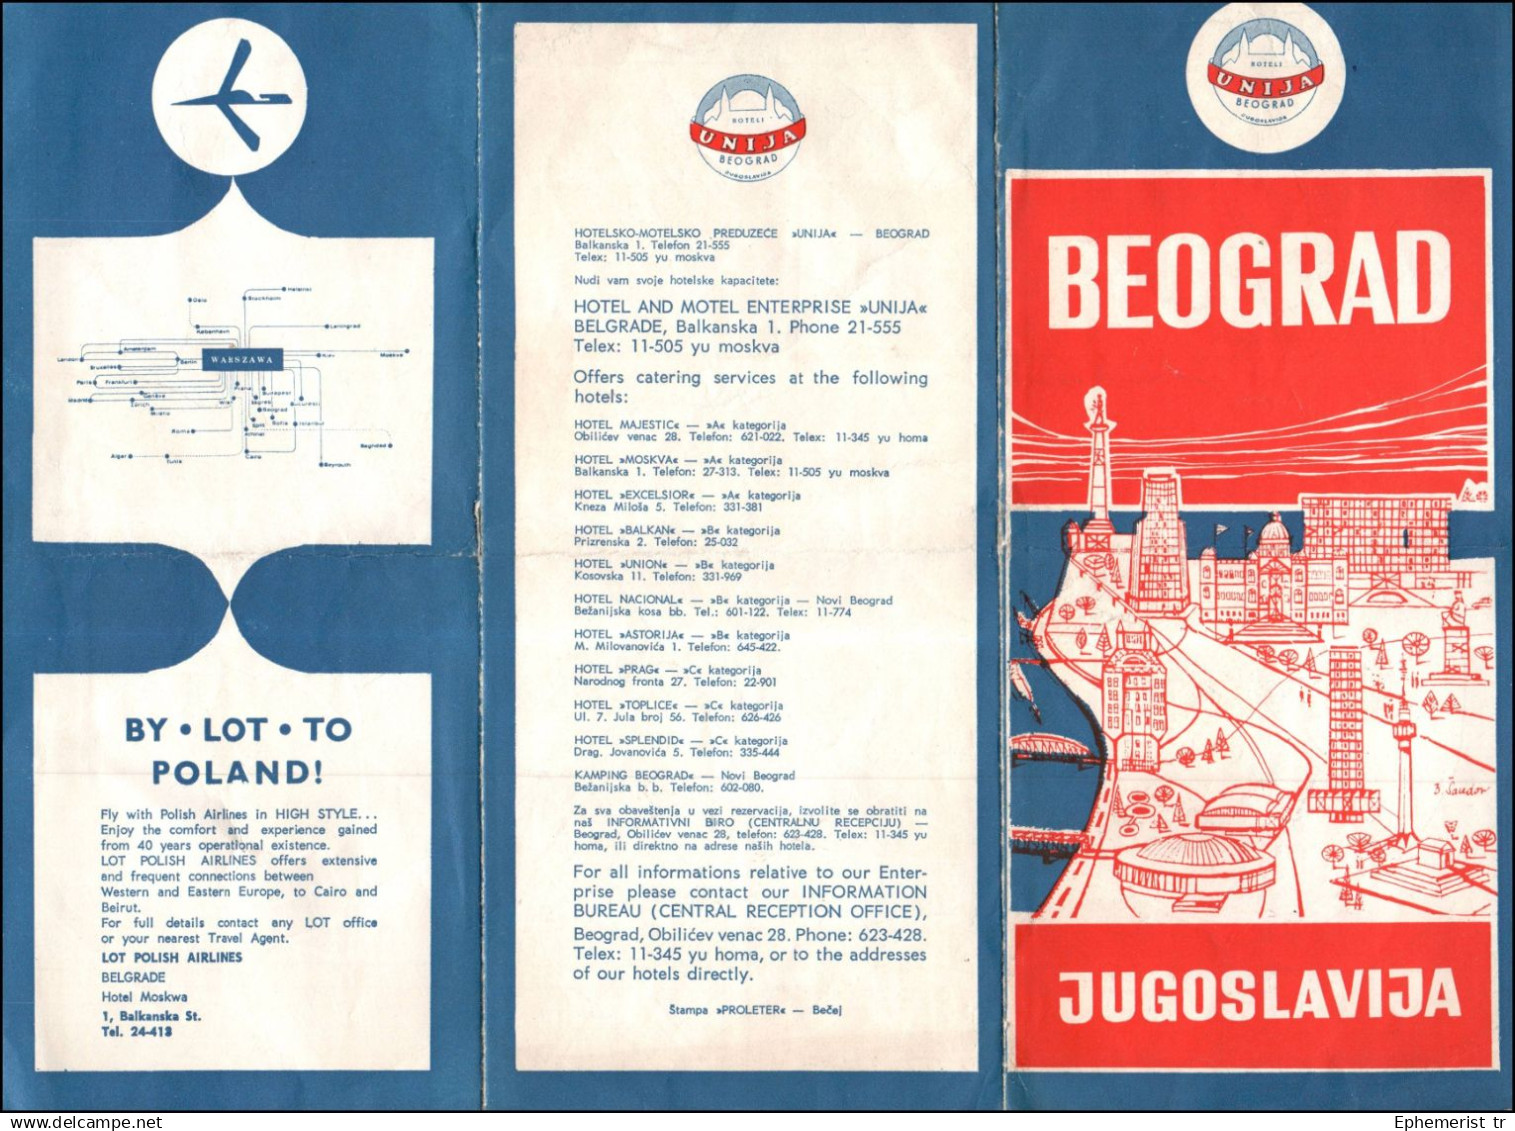 HELSINKI
OSLO
STOCKHOLM
KØBENHAVN
LENINGRAD
AMSTERDAM
WARSZAWA
LONDON
BERLIN
KIEV
MOSKVA
BRUXELLES
PARIS
FRANKFURT
PRAHA
BUDAPEST
GENÈVE
MADRID
ZÜRICH
WIEN
ZAGREB
BUCUREȘTI
MILANO
BEOGRAD
SPLIT
SOFIA
ISTANBUL
ROMA
ATHINAI
BAGHDAD
ALGER
TUNIS
CAIRO
BEYROUTH
BY • LOT • TO
POLAND!
Fly with Polish Airlines in HIGH STYLE...
Enjoy the comfort and experience gained
from 40 years operational existence.
LOT POLISH AIRLINES offers extensive
and frequent connections between
Western and Eastern Europe, to Cairo and
Beirut.
For full details contact any LOT office
or your nearest Travel Agent.
LOT POLISH AIRLINES
BELGRADE
Hotel Moskwa
1, Balkanska St.
Tel. 24-413
HOTELI
UNIJA
BEOGRAD
JUGOSLAVIJA
HOTELSKO-MOTELSKO PREDUZEĆE »UNIJA« — BEOGRAD
Balkanska 1. Telefon 21-555
Telex: 11-505 yu moskva
Nudi vam svoje hotelske kapacitete:
HOTEL AND MOTEL ENTERPRISE »UNIJA«
BELGRADE, Balkanska 1. Phone 21-555
Telex: 11-505 yu moskva
Offers catering services at the following
hotels:
HOTEL MAJESTIC« — »A« kategorija
Obilićev venac 28. Telefon: 621-022. Telex: 11-345 yu homa
HOTEL »MOSKVA« — »A« kategorija
Balkanska 1. Telefon: 27-313. Telex: 11-505 yu moskva
HOTEL »EXCELSIOR« — »A« kategorija
Kneza Miloša 5. Telefon: 331-381
HOTEL »BALKAN« — »B« kategorija
Prizrenska 2. Telefon: 25-032
HOTEL »UNION« — »B« kategorija
Kosovska 11. Telefon: 331-969
HOTEL NACIONAL« — »B« kategorija — Novi Beograd
Bežanijska kosa bb. Tel.: 601-122. Telex: 11-774
HOTEL »ASTORIJA« — »B« kategorija
M. Milovanovića 1. Telefon: 645-422.
HOTEL »PRAG« — »C« kategorija
Narodnog fronta 27. Telefon: 22-901
HOTEL »TOPLICE« — »C« kategorija
Ul. 7. Jula broj 56. Telefon: 626-426
HOTEL »SPLENDID« — »C« kategorija
Drag. Jovanovića 5. Telefon: 335-444
KAMPING BEOGRAD« — Novi Beograd
Bežanijska b. b. Telefon: 602-080.
Za sva obaveštenja u vezi rezervacija, izvolite se obratiti na
naš INFORMATIVNI BIRO (CENTRALNU RECEPCIJU) —
Beograd, Obilićev venac 28, telefon: 623-428. Telex: 11-345 yu
homa, ili direktno na adrese naših hotela.
For all informations relative to our Enter-
prise please contact our INFORMATION
BUREAU (CENTRAL RECEPTION OFFICE),
Beograd, Obilićev venac 28. Phone: 623-428.
Telex: 11-345 yu homa, or to the addresses
of our hotels directly.
Štampa »PROLETER« — Bečej
HOTELI
UNIJA
BEOGRAD
JUGOSLAVIJA
BEOGRAD
JUGOSLAVIJA
Ephemerist tr